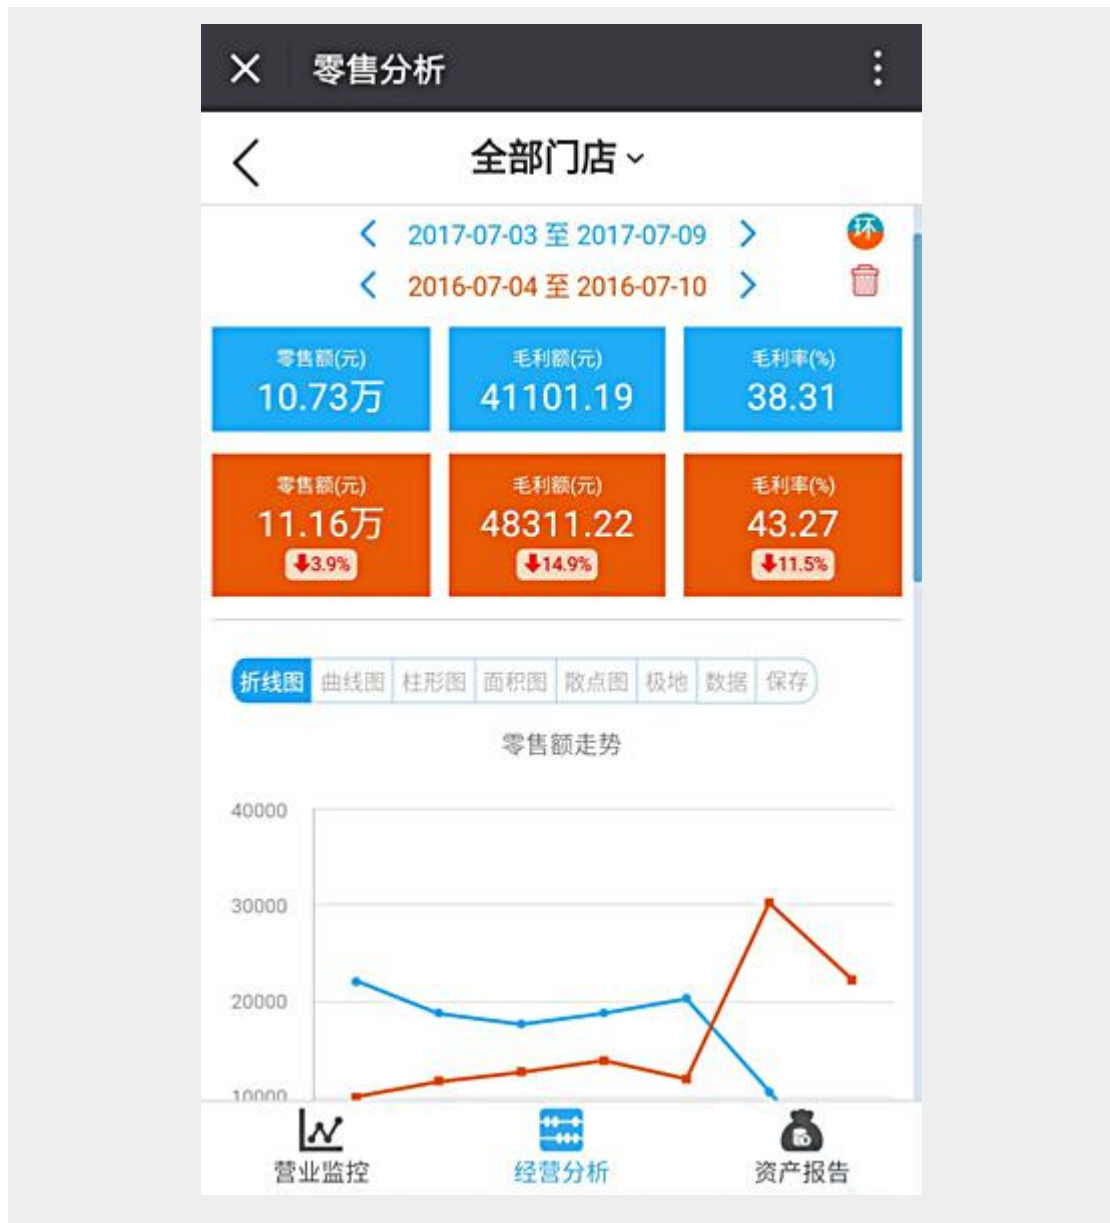 零售分析
全部门店
2017-07-03 至 2017-07-09
环
2016-07-04 至 2016-07-10
零售额(元) 毛利额(元) 毛利率(%)
10.73万 41101.19 38.31
零售额(元) 毛利额(元) 毛利率(%)
11.16万 48311.22 43.27
3.9% 14.9% 11.5%
折线图 曲线图 柱形图 面积图 散点图 极地 数据 保存
零售额走势
40000
30000
20000
10000
营业监控 经营分析 资产报告